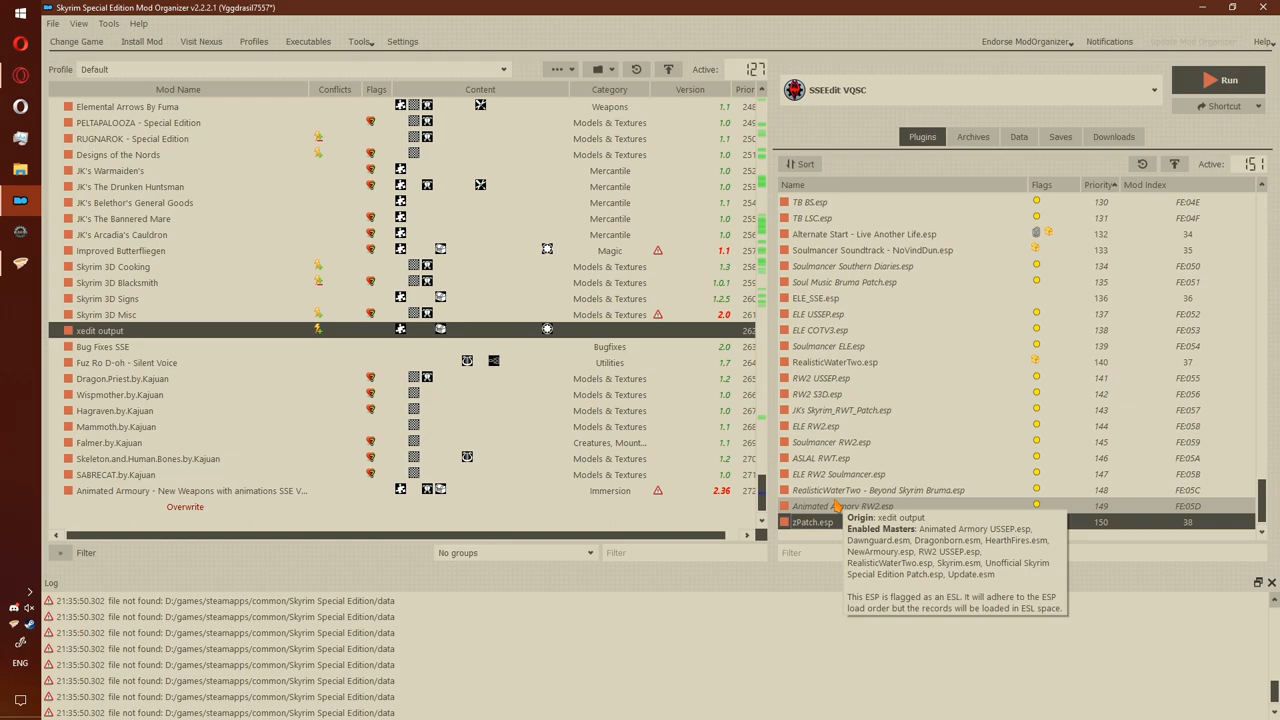 Skyrim Special Edition Mod Organizer v2.2.2.1 (Yggdrasil7557*)
File View Tools Help
Change Game Install Mod Visit Nexus Profiles Executables Tools Settings Endorse ModOrganizer Notifications Update Mod Organizer Help
Profile Default Active: 127
SSEEdit VQSC Run
Shortcut
Plugins Archives Data Saves Downloads
Sort Active: 151
Mod Name Conflicts Flags Content Category Version Prior
Elemental Arrows By Fuma Weapons 1.1 248
PELTAPALOOZA - Special Edition Models & Textures 1.0 249
RUGNAROK - Special Edition Models & Textures 1.1 250
Designs of the Nords Models & Textures 1.0 251
JK's Warmaiden's Mercantile 1.0 252
JK's The Drunken Huntsman Mercantile 1.0 253
JK's Belethor's General Goods Mercantile 1.0 254
JK's The Bannered Mare Mercantile 1.0 255
JK's Arcadia's Cauldron Mercantile 1.0 256
Improved Butterfliegen Magic 1.1 257
Skyrim 3D Cooking Models & Textures 1.3 258
Skyrim 3D Blacksmith Models & Textures 1.0.1 259
Skyrim 3D Signs Models & Textures 1.2.5 260
Skyrim 3D Misc Models & Textures 2.0 261
xedit output 262
Bug Fixes SSE Bugfixes 2.0 263
Fuz Ro D-oh - Silent Voice Utilities 1.7 264
Dragon.Priest.by.Kajuan Models & Textures 1.2 265
Wispmother.by.Kajuan Models & Textures 1.0 266
Hagraven.by.Kajuan Models & Textures 1.0 267
Mammoth.by.Kajuan Models & Textures 1.1 268
Falmer.by.Kajuan Creatures, Mount... 1.1 269
Skeleton.and.Human.Bones.by.Kajuan Models & Textures 1.2 270
SABRECAT.by.Kajuan Models & Textures 1.0 271
Animated Armoury - New Weapons with animations SSE V... Immersion 2.36 272
Overwrite
Filter No groups Filter
Name Flags Priority Mod Index
TB BS.esp 130 FE:04E
TB LSC.esp 131 FE:04F
Alternate Start - Live Another Life.esp 132 34
Soulmancer Soundtrack - NoVindDun.esp 133 35
Soulmancer Southern Diaries.esp 134 FE:050
Soul Music Bruma Patch.esp 135 FE:051
ELE_SSE.esp 136 36
ELE USSEP.esp 137 FE:052
ELE COTV3.esp 138 FE:053
Soulmancer ELE.esp 139 FE:054
RealisticWaterTwo.esp 140 37
RW2 USSEP.esp 141 FE:055
RW2 S3D.esp 142 FE:056
JKs Skyrim_RWT_Patch.esp 143 FE:057
ELE RW2.esp 144 FE:058
Soulmancer RW2.esp 145 FE:059
ASLAL RWT.esp 146 FE:05A
ELE RW2 Soulmancer.esp 147 FE:05B
RealisticWaterTwo - Beyond Skyrim Bruma.esp 148 FE:05C
Animated Armory RW2.esp 149 FE:05D
zPatch.esp 150 38
Filter
Origin: xedit output
Enabled Masters: Animated Armory USSEP.esp,
Dawnguard.esm, Dragonborn.esm, HearthFires.esm,
NewArmoury.esp, RW2 USSEP.esp,
RealisticWaterTwo.esp, Skyrim.esm, Unofficial Skyrim
Special Edition Patch.esp, Update.esm
This ESP is flagged as an ESL. It will adhere to the ESP
load order but the records will be loaded in ESL space.
Log
21:35:50.302 file not found: D:/games/steamapps/common/Skyrim Special Edition/data
21:35:50.302 file not found: D:/games/steamapps/common/Skyrim Special Edition/data
21:35:50.302 file not found: D:/games/steamapps/common/Skyrim Special Edition/data
21:35:50.302 file not found: D:/games/steamapps/common/Skyrim Special Edition/data
21:35:50.302 file not found: D:/games/steamapps/common/Skyrim Special Edition/data
21:35:50.302 file not found: D:/games/steamapps/common/Skyrim Special Edition/data
21:35:50.302 file not found: D:/games/steamapps/common/Skyrim Special Edition/data
21:35:50.302 file not found: D:/games/steamapps/common/Skyrim Special Edition/data
ENG